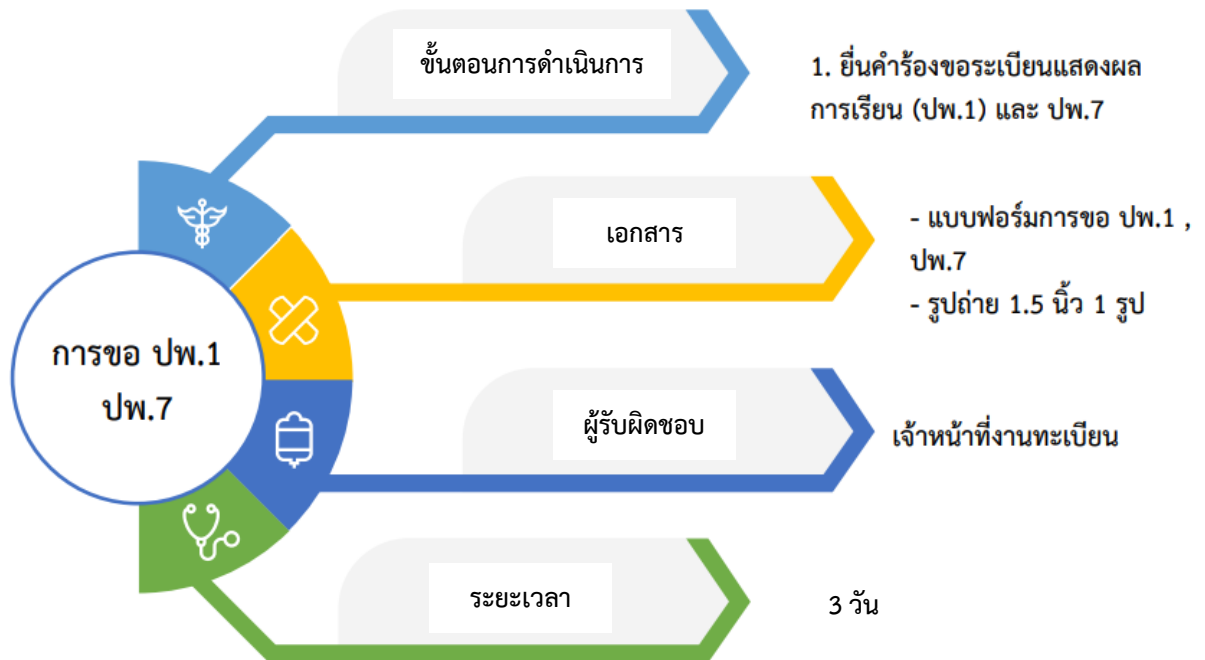 ขั้นตอนการดำเนินการ
1. ยื่นคำร้องขอระเบียนแสดงผล
การเรียน (ปพ.1) และ ปพ.7
เอกสาร
- แบบฟอร์มการขอ ปพ.1 ,
ปพ.7
- รูปถ่าย 1.5 นิ้ว 1 รูป
การขอ ปพ.1
ปพ.7
ผู้รับผิดชอบ
เจ้าหน้าที่งานทะเบียน
ระยะเวลา
3 วัน